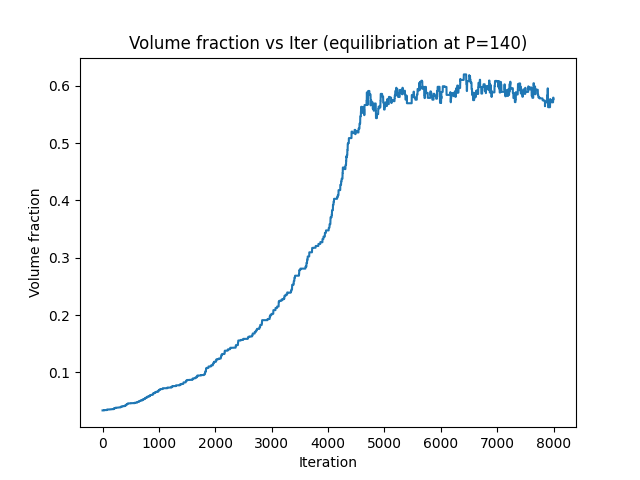 Volume fraction vs Iter (equilibriation at P=140)
Volume fraction
0.6
0.5
0.4
0.3
0.2
0.1
0 1000 2000 3000 4000 5000 6000 7000 8000
Iteration